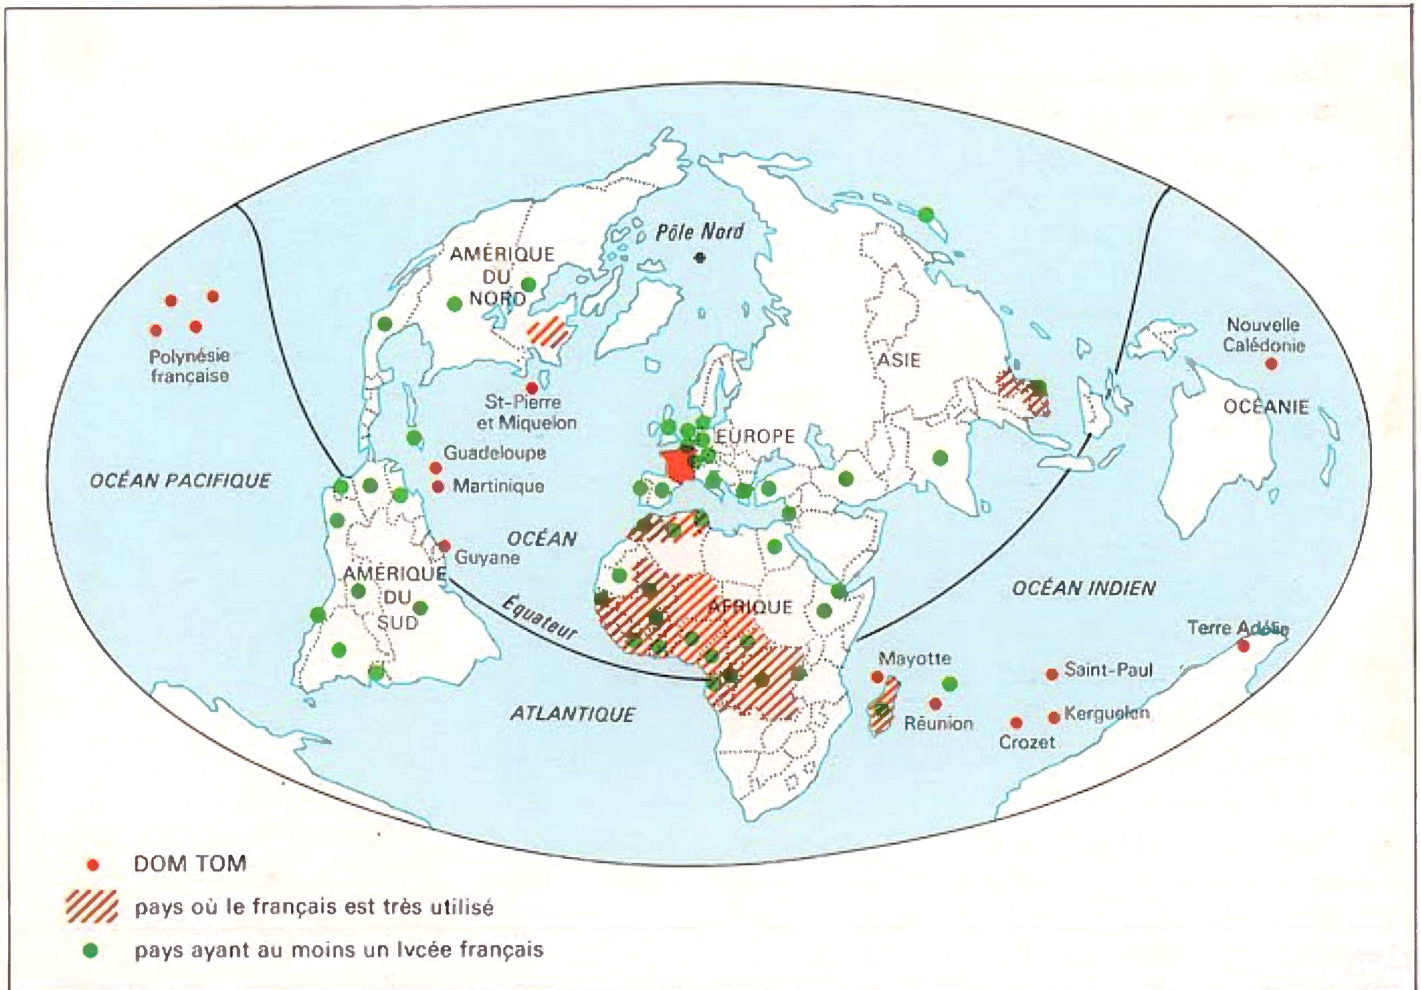 Pôle Nord
AMÉRIQUE
DU
NORD
Nouvelle
Calédonie
Polynésie
française
ASIE
St-Pierre
et Miquelon
OCÉANIE
EUROPE
Guadeloupe
OCÉAN PACIFIQUE
Martinique
OCÉAN
Guyane
AMÉRIQUE
DU
SUD
Équateur
AFRIQUE
OCÉAN INDIEN
Terre Adélie
Mayotte
Saint-Paul
ATLANTIQUE
Réunion
Kerguelen
Crozet
DOM TOM
pays où le français est très utilisé
pays ayant au moins un lvcée français